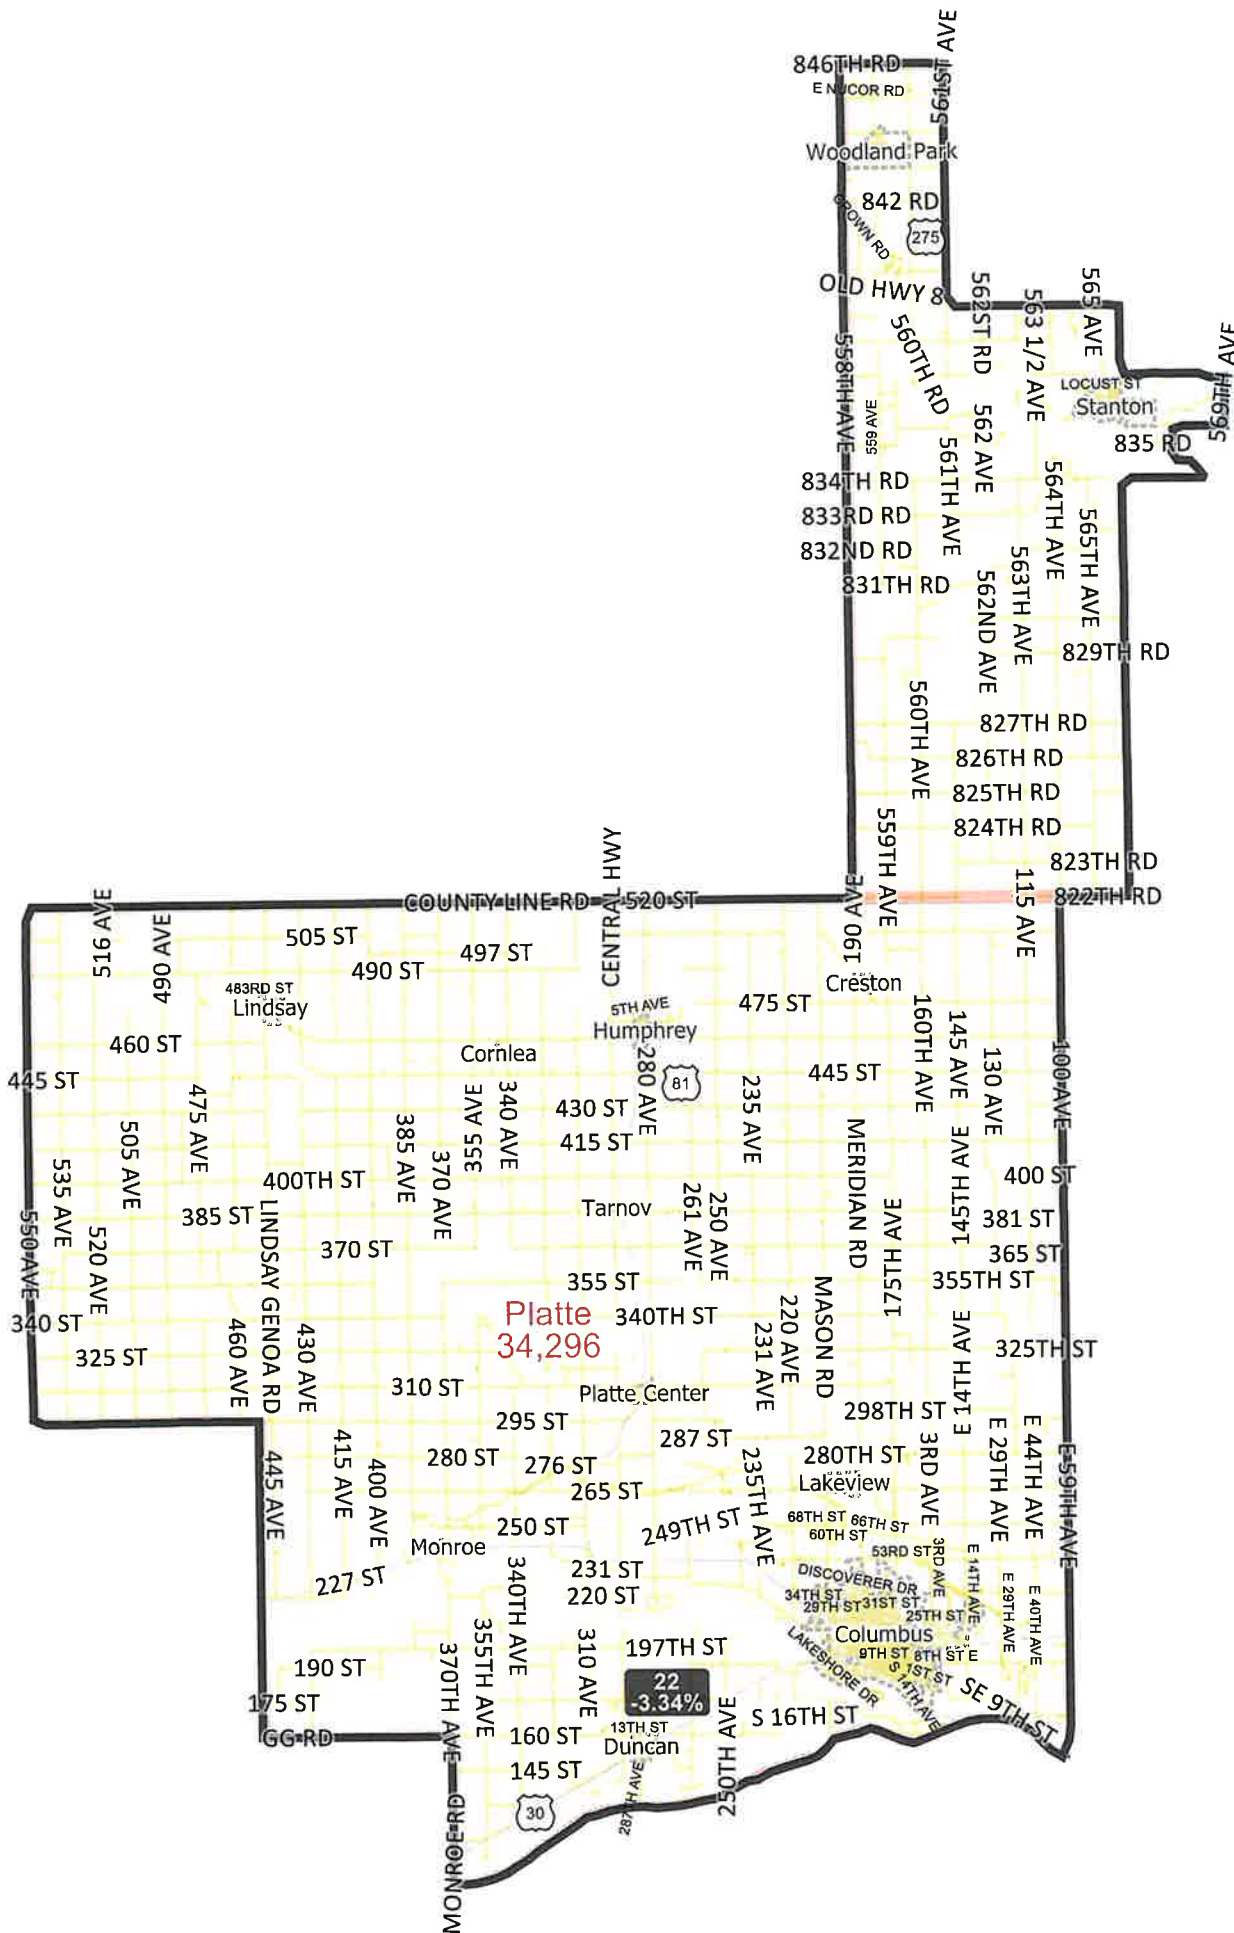 561ST AVE
846TH RD
E NUCOR RD
Woodland Park
842 RD
CROWN RD
275
OLD HWY 8
562ST RD
563 1/2 AVE
565 AVE
560TH RD
558TH AVE
569TH AVE
LOCUST ST
Stanton
559 AVE
562 AVE
835 RD
561TH AVE
834TH RD
564TH AVE
833RD RD
565TH AVE
832ND RD
563TH AVE
831TH RD
562ND AVE
829TH RD
560TH AVE
827TH RD
826TH RD
825TH RD
824TH RD
559TH AVE
823TH RD
CENTRAL HWY
190 AVE
115 AVE
822TH RD
COUNTY LINE RD
520 ST
516 AVE
490 AVE
505 ST
497 ST
490 ST
483RD ST
Lindsay
Creston
5TH AVE
475 ST
Humphrey
160TH AVE
145 AVE
130 AVE
100 AVE
460 ST
Cornlea
280 AVE
81
445 ST
445 ST
475 AVE
355 AVE
340 AVE
430 ST
235 AVE
505 AVE
385 AVE
415 ST
MERIDIAN RD
145TH AVE
535 AVE
370 AVE
400TH ST
400 ST
550 AVE
385 ST
LINDSAY GENOA RD
Tarnov
261 AVE
250 AVE
175TH AVE
381 ST
520 AVE
370 ST
365 ST
355 ST
355TH ST
MASON RD
340 ST
Platte
34,296
340TH ST
220 AVE
231 AVE
E 14TH AVE
325 ST
460 AVE
430 AVE
325TH ST
310 ST
Platte Center
295 ST
298TH ST
287 ST
3RD AVE
E 29TH AVE
E 44TH AVE
E 59TH AVE
445 AVE
415 AVE
400 AVE
280 ST
276 ST
280TH ST
235TH AVE
Lakeview
265 ST
250 ST
249TH ST
68TH ST
66TH ST
60TH ST
Monroe
53RD ST
3RD AVE
E 14TH AVE
227 ST
340TH AVE
231 ST
DISCOVERER DR
E 29TH AVE
E 40TH AVE
220 ST
34TH ST
29TH ST
31ST ST
25TH ST
355TH AVE
310 AVE
197TH ST
LAKESHORE DR
Columbus
9TH ST
8TH ST E
190 ST
370TH AVE
22
-3.34%
S 14TH AVE
1ST ST
SE 9TH ST
175 ST
250TH AVE
S 16TH ST
GG RD
160 ST
13TH ST
Duncan
145 ST
287TH AVE
30
MONROE RD